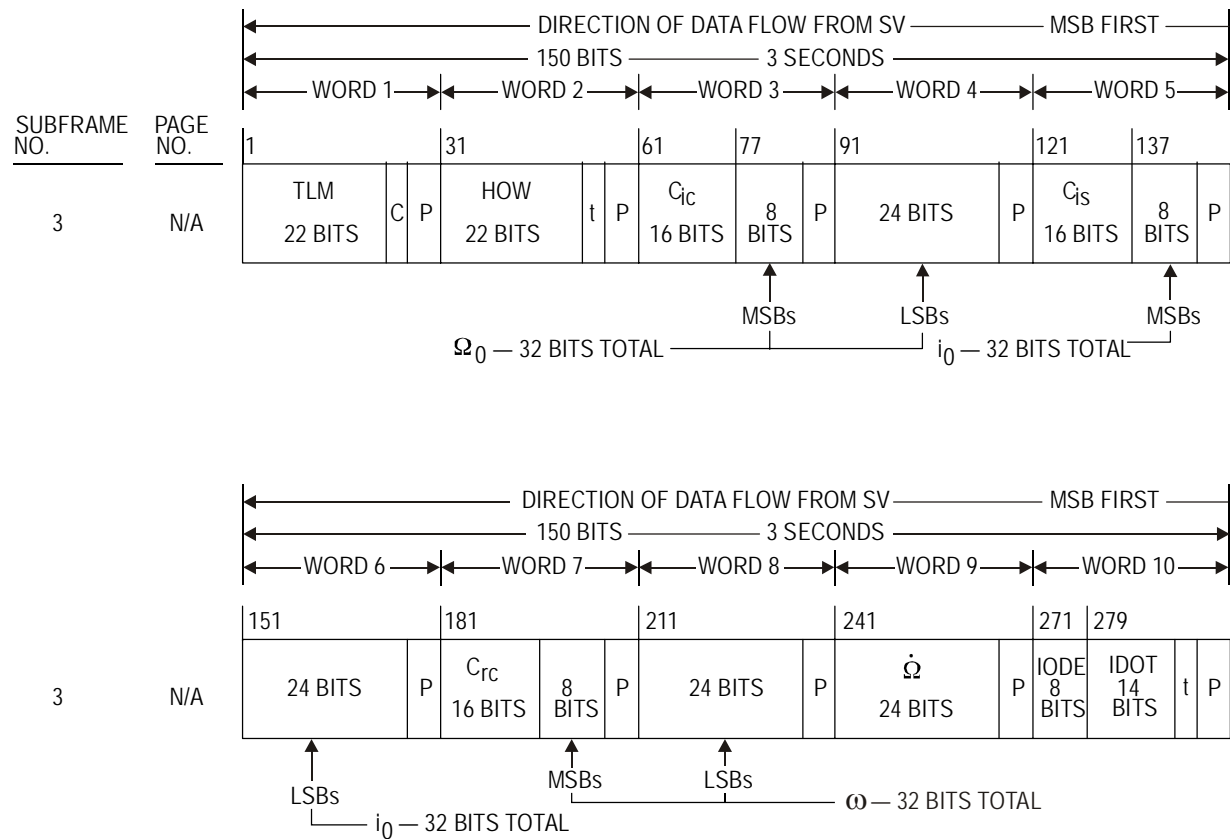 DIRECTION OF DATA FLOW FROM SV MSB FIRST
150 BITS 3 SECONDS
WORD 1 WORD 2 WORD 3 WORD 4 WORD 5
SUBFRAME NO. PAGE NO.
1 31 61 77 91 121 137
3 N/A
TLM 22 BITS C P HOW 22 BITS t P Cic 16 BITS 8 BITS P 24 BITS P Cis 16 BITS 8 BITS P
MSBs LSBs MSBs
Ω0 — 32 BITS TOTAL i0 — 32 BITS TOTAL
DIRECTION OF DATA FLOW FROM SV MSB FIRST
150 BITS 3 SECONDS
WORD 6 WORD 7 WORD 8 WORD 9 WORD 10
151 181 211 241 271 279
3 N/A
24 BITS P Crc 16 BITS 8 BITS P 24 BITS P Ω̇ 24 BITS P IODE 8 BITS IDOT 14 BITS t P
LSBs MSBs LSBs
i0 — 32 BITS TOTAL ω — 32 BITS TOTAL